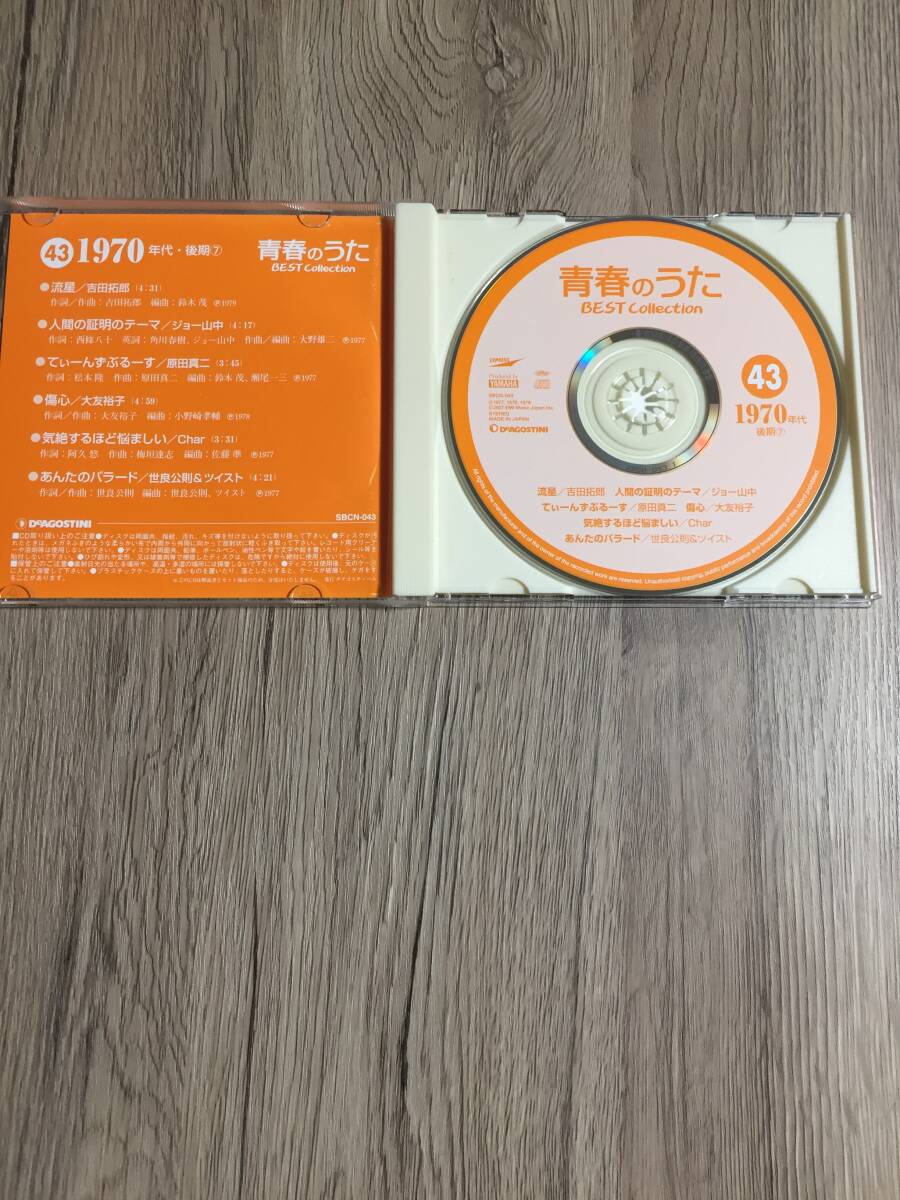 43 1970 年代・後期⑦
青春のうた
BEST Collection
●流星／吉田拓郎 (4:31)
作詞／作曲：吉田拓郎 編曲：鈴木 茂 ℗1979
●人間の証明のテーマ／ジョー山中 (4:17)
作詞：西條八十 英詞：角川春樹、ジョー山中 作曲／編曲：大野雄二 ℗1977
●てぃーんずぶるーす／原田真二 (3:45)
作詞：松本 隆 作曲：原田真二 編曲：鈴木 茂、瀬尾一三 ℗1977
●傷心／大友裕子 (4:59)
作詞／作曲：大友裕子 編曲：小野崎孝輔 ℗1978
●気絶するほど悩ましい／Char (3:31)
作詞：阿久 悠 作曲：梅垣達志 編曲：佐藤 準 ℗1977
●あんたのバラード／世良公則＆ツイスト (4:21)
作詞／作曲：世良公則 編曲：世良公則、ツイスト ℗1977
DeAGOSTINI
SBCN-043
青春のうた
BEST Collection
EXPRESS
Produced by
YAMAHA
SBCN-043
MADE IN JAPAN
DeAGOSTINI
43
1970年代
後期⑦
流星／吉田拓郎 人間の証明のテーマ／ジョー山中
てぃーんずぶるーす／原田真二 傷心／大友裕子
気絶するほど悩ましい／Char
あんたのバラード／世良公則&ツイスト